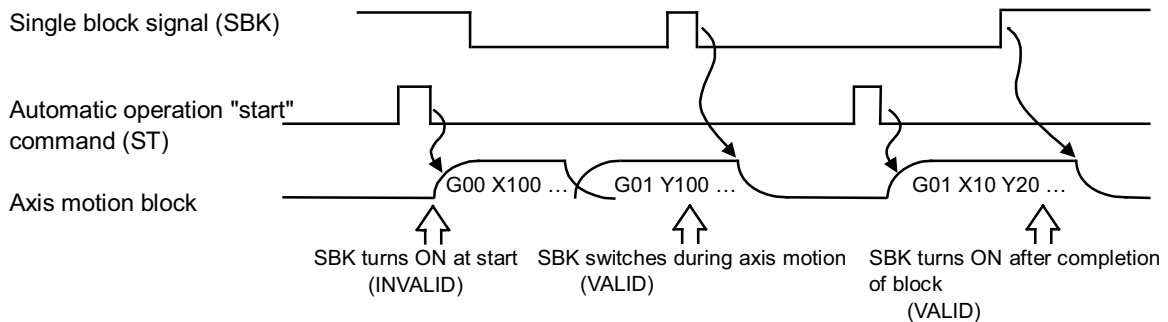 Single block signal (SBK)
Automatic operation "start"
command (ST)
Axis motion block
G00 X100 ...
G01 Y100 ...
G01 X10 Y20 ...
SBK turns ON at start
(INVALID)
SBK switches during axis motion
(VALID)
SBK turns ON after completion
of block
(VALID)